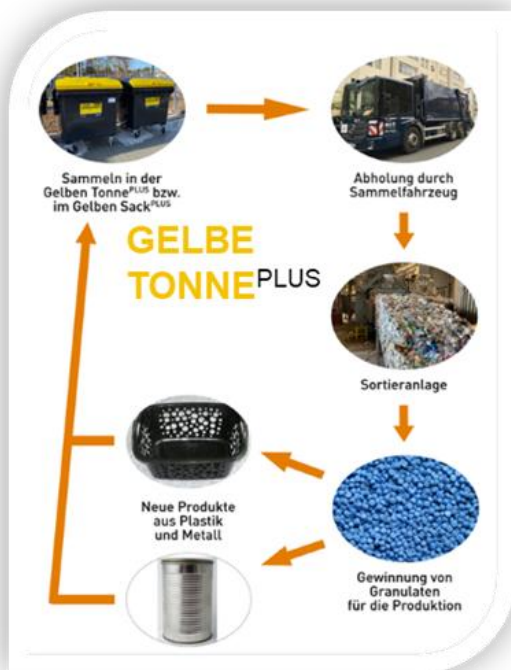 Sammeln in der
Gelben TonnePLUS bzw.
im Gelben SackPLUS
Abholung durch
Sammelfahrzeug
GELBE
TONNEPLUS
Sortieranlage
Neue Produkte
aus Plastik
und Metall
Gewinnung von
Granulaten
für die Produktion